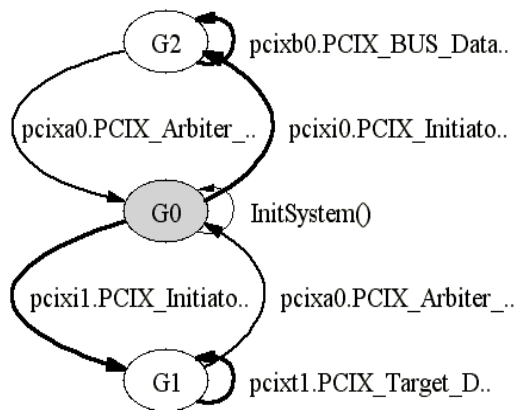 G2
pcixb0.PCIX_BUS_Data..
pcixa0.PCIX_Arbiter_..
pcixi0.PCIX_Initiato..
G0
InitSystem()
pcixi1.PCIX_Initiato..
pcixa0.PCIX_Arbiter_..
G1
pcixt1.PCIX_Target_D..